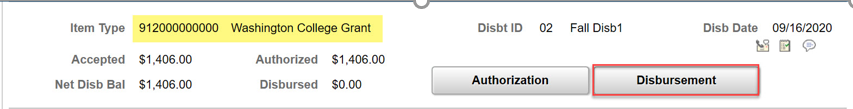 Item Type 912000000000 Washington College Grant Disbt ID 02 Fall Disb1 Disb Date 09/16/2020
Accepted $1,406.00 Authorized $1,406.00
Net Disb Bal $1,406.00 Disbursed $0.00 Authorization Disbursement